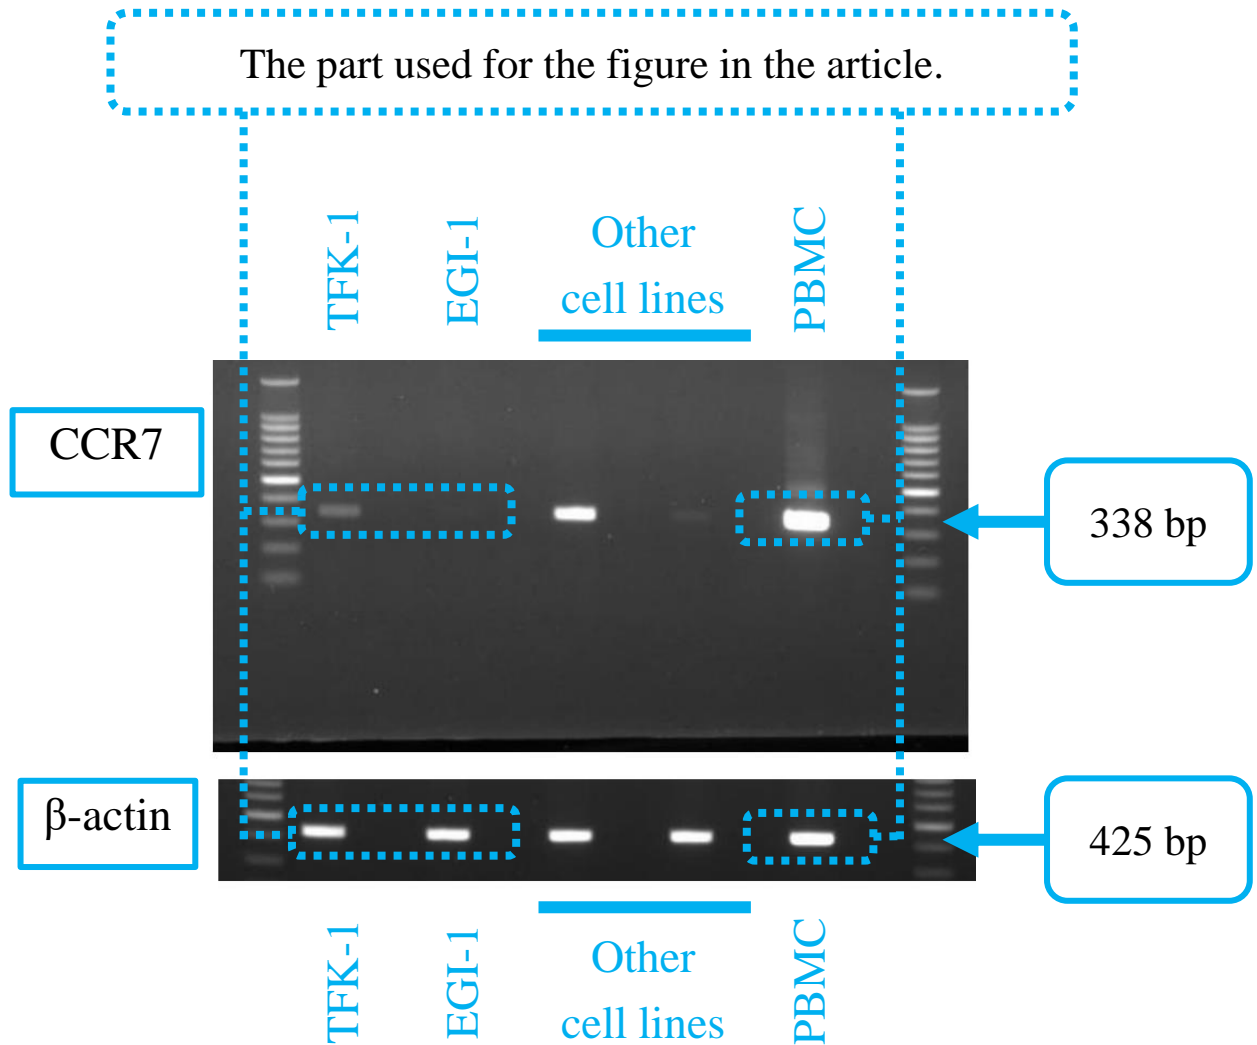 The part used for the figure in the article.
TFK-1
EGI-1
Other
cell lines
PBMC
CCR7
338 bp
β-actin
425 bp
TFK-1
EGI-1
Other
cell lines
PBMC